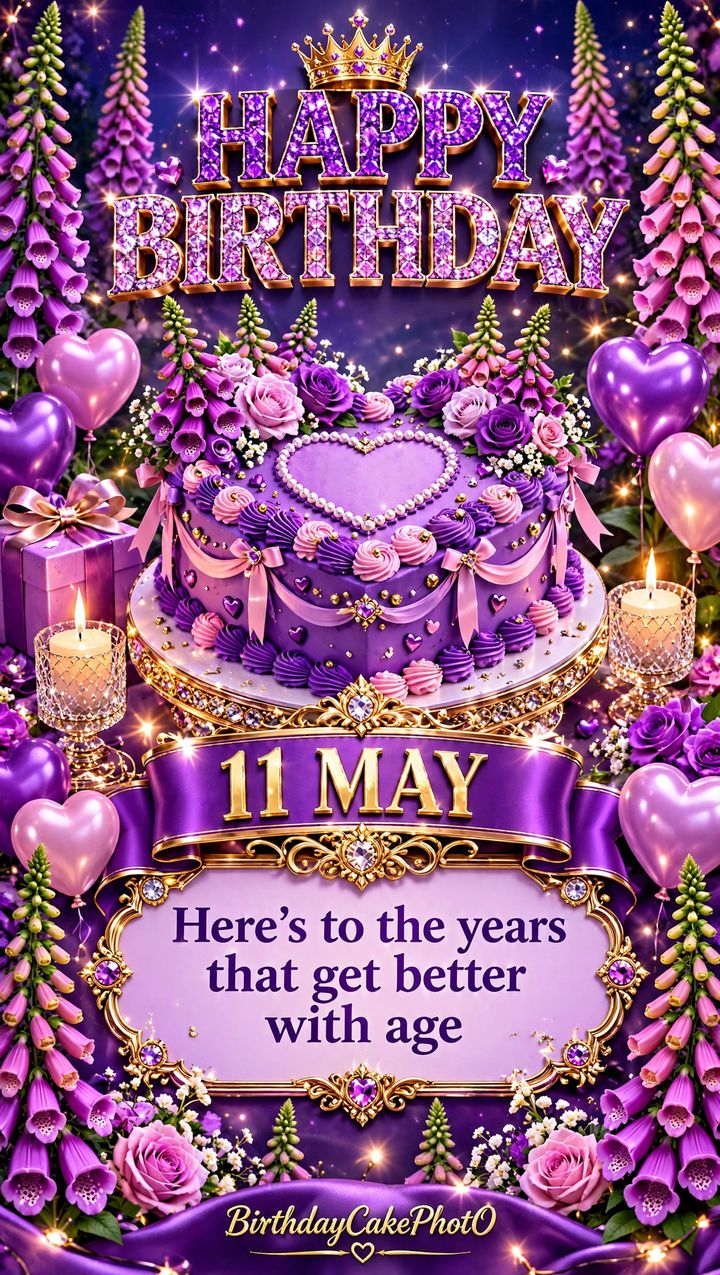 HAPPY
BIRTHDAY
11 MAY
Here's to the years
that get better
with age
BirthdayCakePhotO